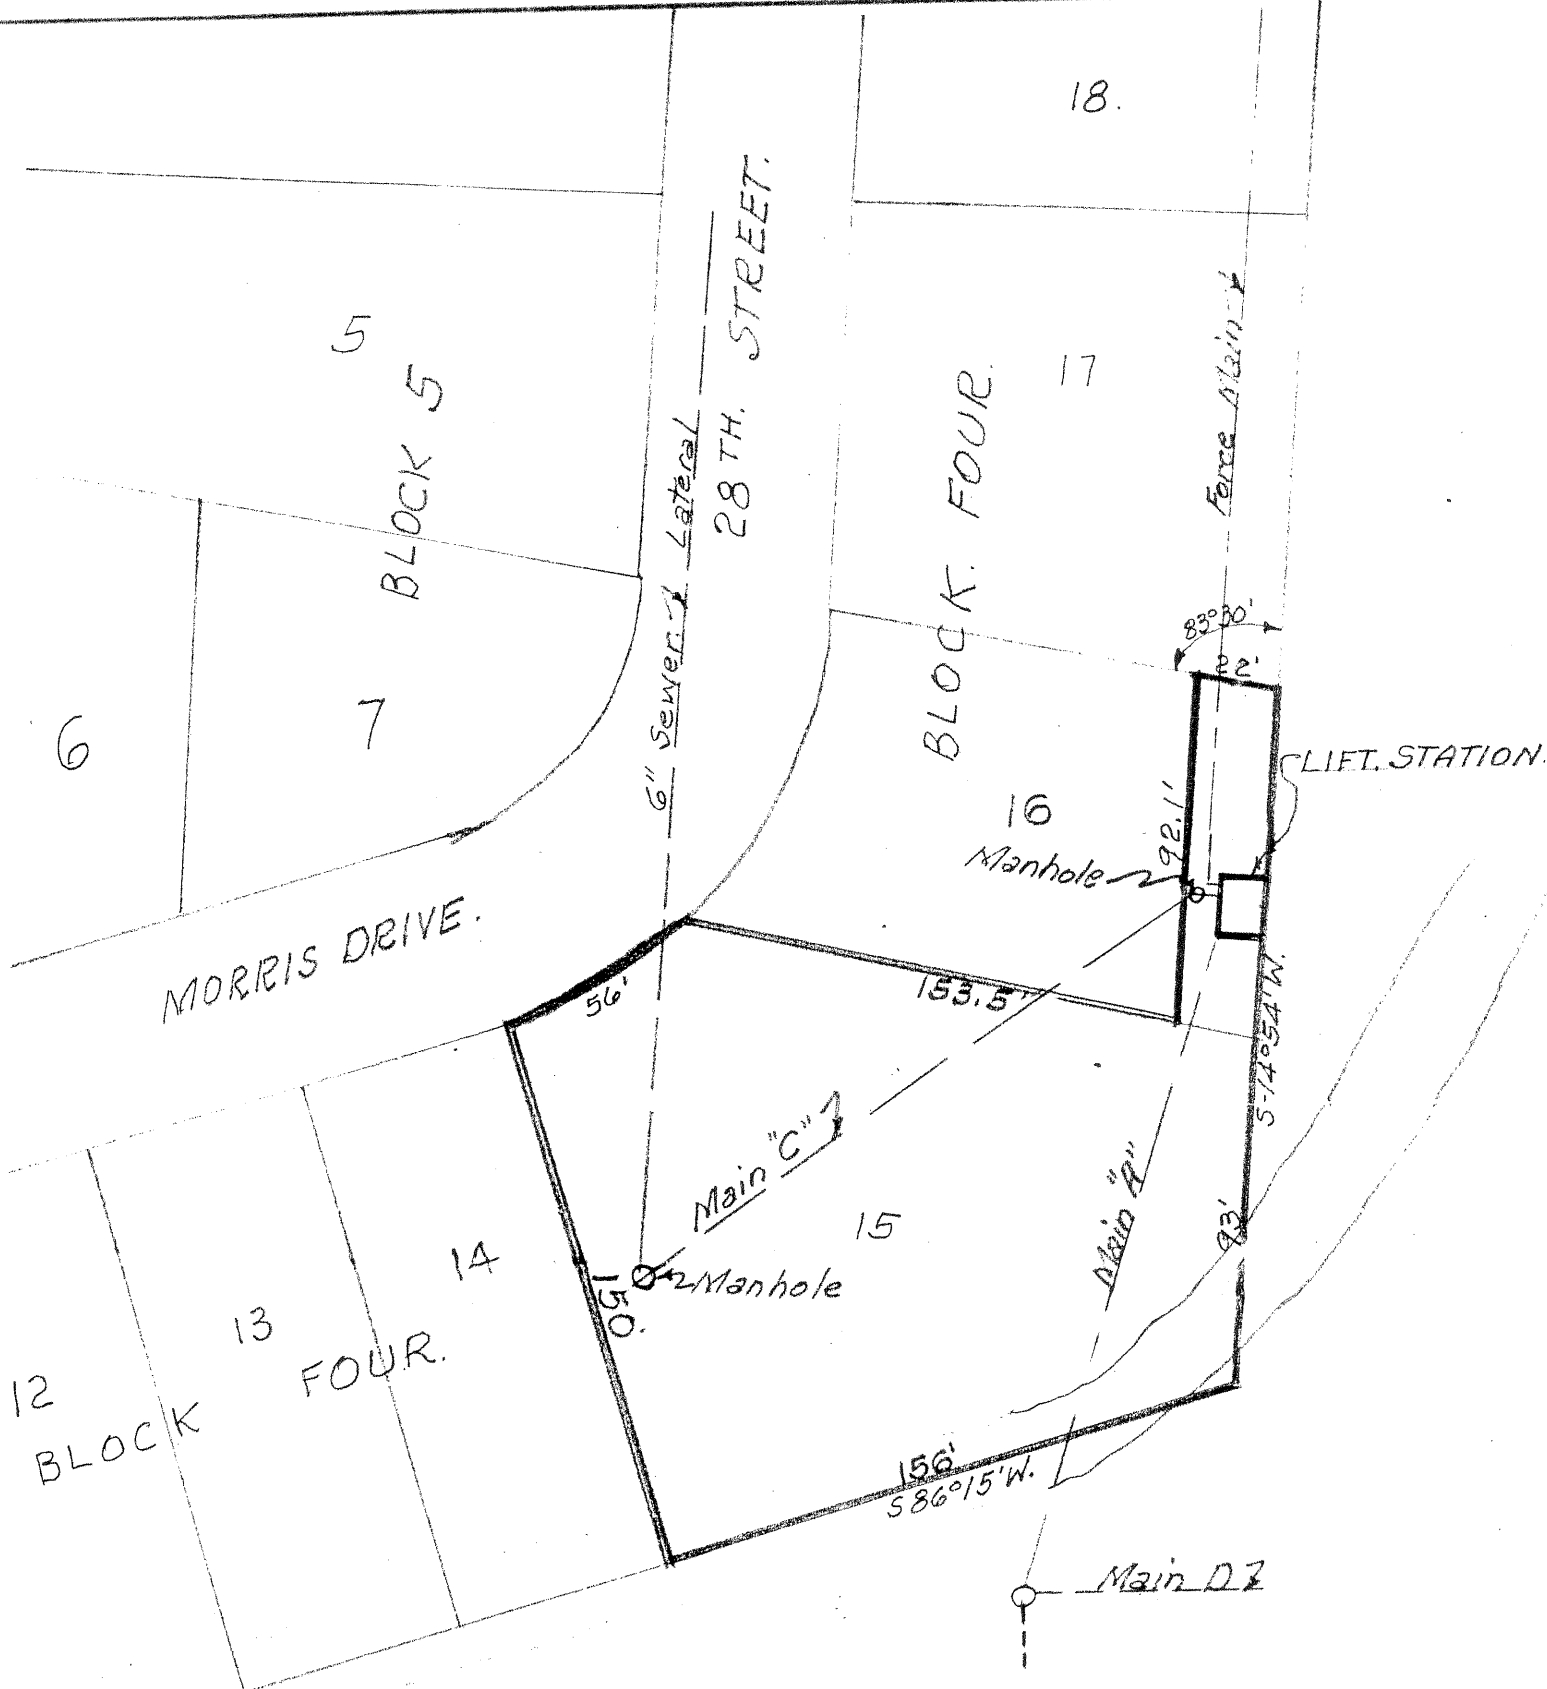 18.
28TH. STREET.
5
BLOCK 5
17
Force Main
BLOCK. FOUR.
6" Sewer Lateral
83°30'
22'
6
7
LIFT. STATION.
16
92.1'
Manhole
MORRIS DRIVE.
56'
153.5'
S-14°54'W.
Main "C"
Main "A"
93'
15
14
Manhole
150.
13
FOUR.
12
BLOCK
156'
S86°15'W.
Main D